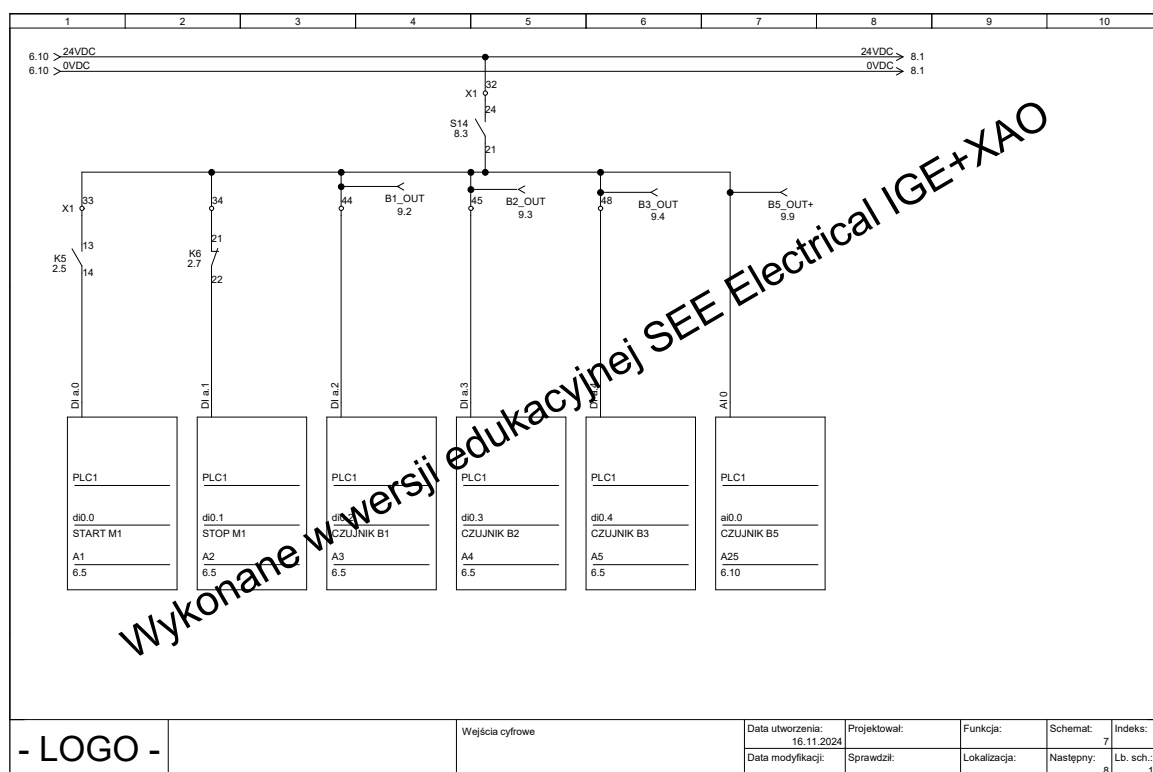 1 2 3 4 5 6 7 8 9 10
6.10 24VDC 24VDC 8.1
6.10 0VDC 0VDC 8.1
32
X1
24
S14
8.3
21
33 34 44 B1_OUT 45 B2_OUT 48 B3_OUT B5_OUT+
X1 9.2 9.3 9.4 9.9
13 21
K5 K6
2.5 2.7
14 22
DI a.0 DI a.1 DI a.2 DI a.3 DI a.4 AI 0
PLC1 PLC1 PLC1 PLC1 PLC1 PLC1
di0.0 di0.1 di0.2 di0.3 di0.4 ai0.0
START M1 STOP M1 CZUJNIK B1 CZUJNIK B2 CZUJNIK B3 CZUJNIK B5
A1 A2 A3 A4 A5 A25
6.5 6.5 6.5 6.5 6.5 6.10
Wykonane w wersji edukacyjnej SEE Electrical IGE+XAO
- LOGO -
Wejścia cyfrowe
Data utworzenia: Projektował: Funkcja: Schemat: Indeks:
16.11.2024 7
Data modyfikacji: Sprawdził: Lokalizacja: Następny: Lb. sch.:
8